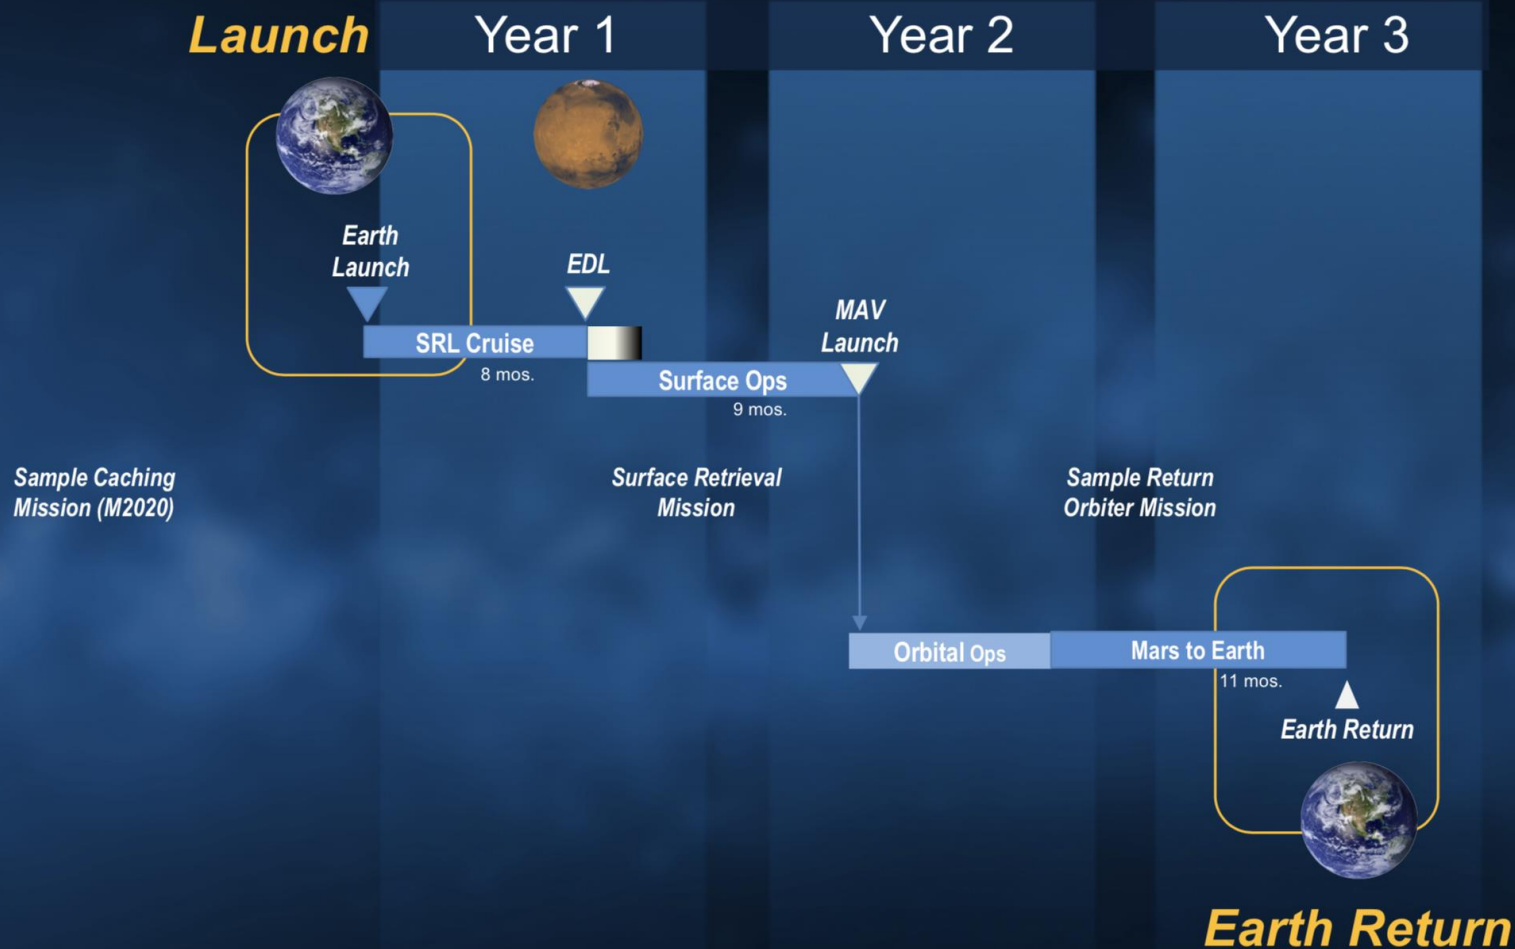 Launch
Year 1
Year 2
Year 3
Earth
Launch
EDL
MAV
Launch
SRL Cruise
8 mos.
Surface Ops
9 mos.
Sample Caching
Mission (M2020)
Surface Retrieval
Mission
Sample Return
Orbiter Mission
Orbital Ops
Mars to Earth
11 mos.
Earth Return
Earth Return